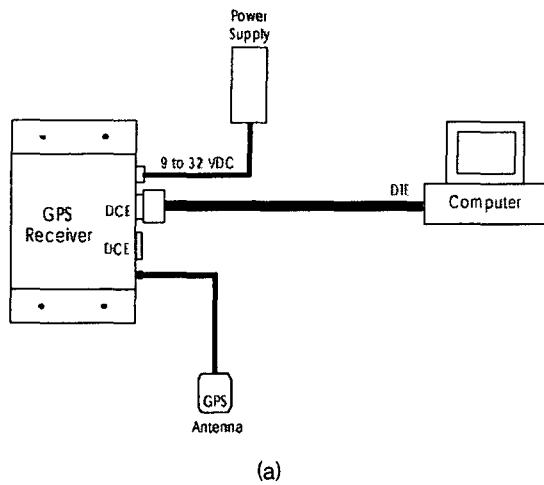 Power
Supply
9 to 32 VDC
GPS
Receiver
DCE
DCE
DTE
Computer
GPS
Antenna
(a)